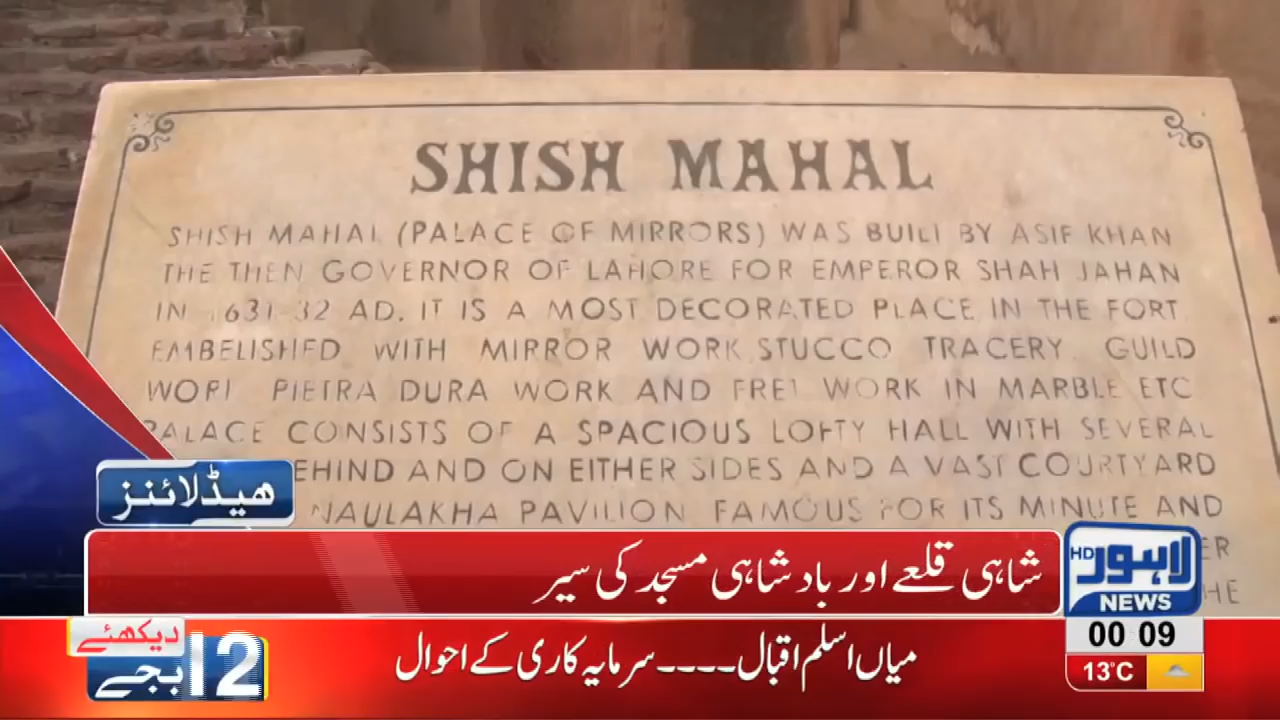 SHISH MAHAL
SHISH MAHAL (PALACE OF MIRRORS) WAS BUILT BY ASIF KHAN
THE THEN GOVERNOR OF LAHORE FOR EMPEROR SHAH JAHAN
IN 1631-32 AD. IT IS A MOST DECORATED PLACE IN THE FORT
EMBELISHED WITH MIRROR WORK STUCCO TRACERY GUILD
WORK PIETRA DURA WORK AND FRET WORK IN MARBLE ETC
PALACE CONSISTS OF A SPACIOUS LOFTY HALL WITH SEVERAL
EHIND AND ON EITHER SIDES AND A VAST COURTYARD
NAULAKHA PAVILION FAMOUS FOR ITS MINUTE AND
ER
HE
ہیڈلائنز
شاہی قلعے اور بادشاہی مسجد کی سیر
HD لاہور
NEWS
00 09
13°C
دیکھئے
12 بجے
میاں اسلم اقبال۔۔۔۔سرمایہ کاری کے احوال